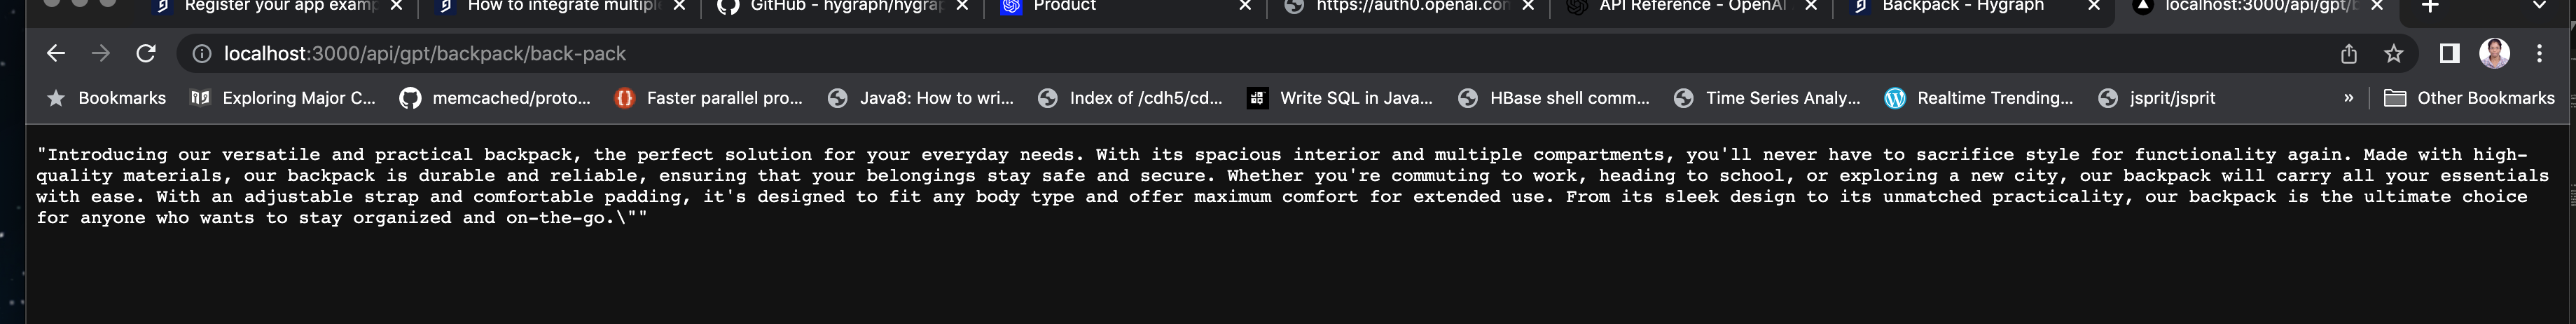 Register your app examp
How to integrate multiple
GitHub - hygraph/hygrap
Product
https://auth0.openai.com
API Reference - OpenAI
Backpack - Hygraph
localhost:3000/api/gpt/b
localhost:3000/api/gpt/backpack/back-pack
Bookmarks
Exploring Major C...
memcached/proto...
Faster parallel pro...
Java8: How to wri...
Index of /cdh5/cd...
Write SQL in Java...
HBase shell comm...
Time Series Analy...
Realtime Trending...
jsprit/jsprit
»
Other Bookmarks
"Introducing our versatile and practical backpack, the perfect solution for your everyday needs. With its spacious interior and multiple compartments, you'll never have to sacrifice style for functionality again. Made with high-
quality materials, our backpack is durable and reliable, ensuring that your belongings stay safe and secure. Whether you're commuting to work, heading to school, or exploring a new city, our backpack will carry all your essentials
with ease. With an adjustable strap and comfortable padding, it's designed to fit any body type and offer maximum comfort for extended use. From its sleek design to its unmatched practicality, our backpack is the ultimate choice
for anyone who wants to stay organized and on-the-go.\""